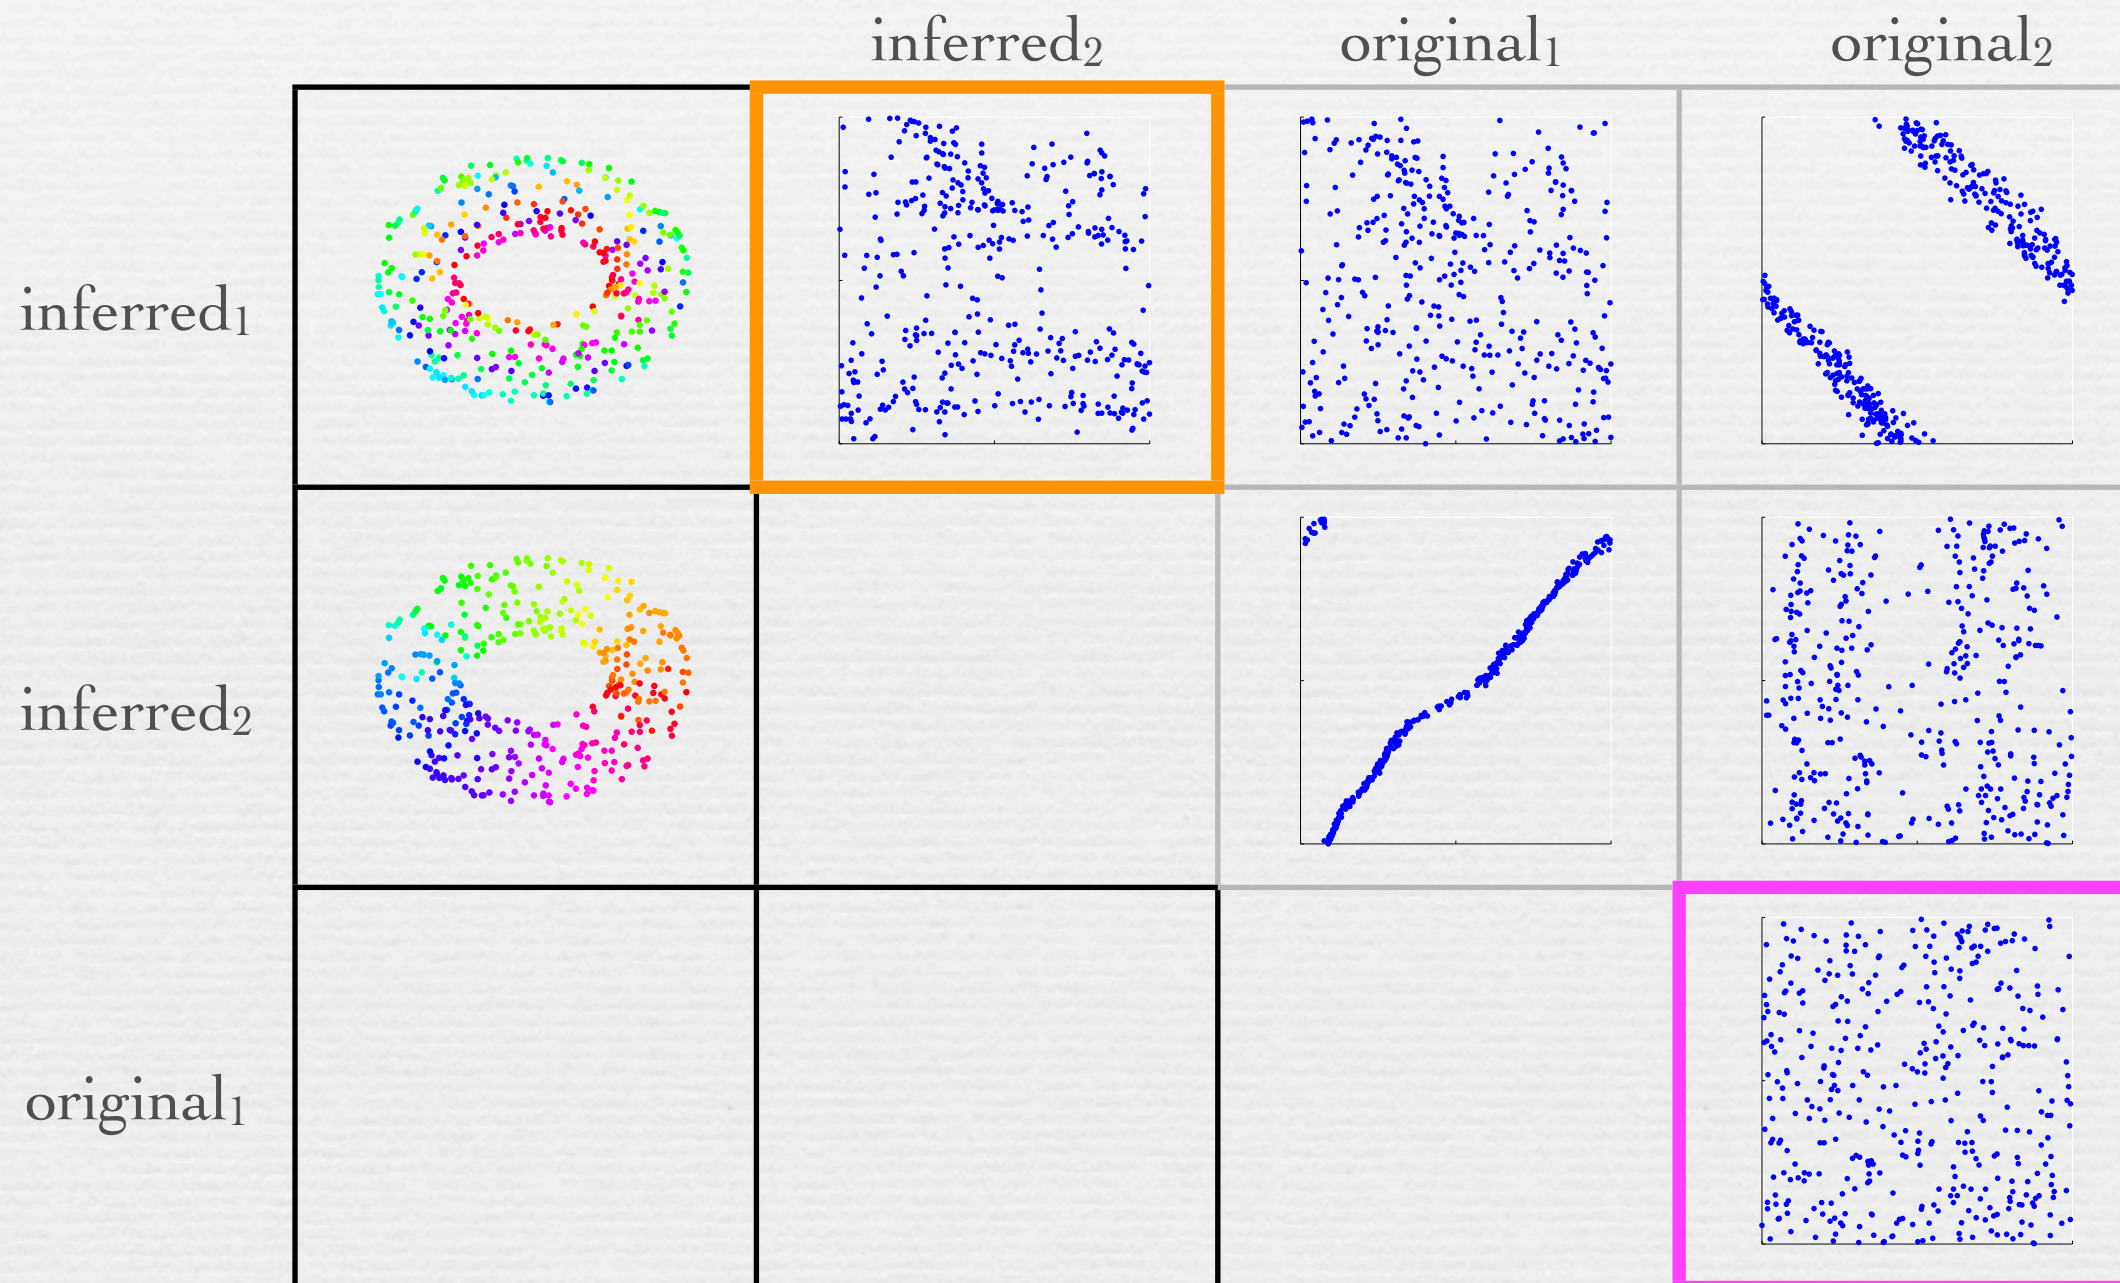 inferred₂ original₁ original₂
inferred₁
inferred₂
original₁